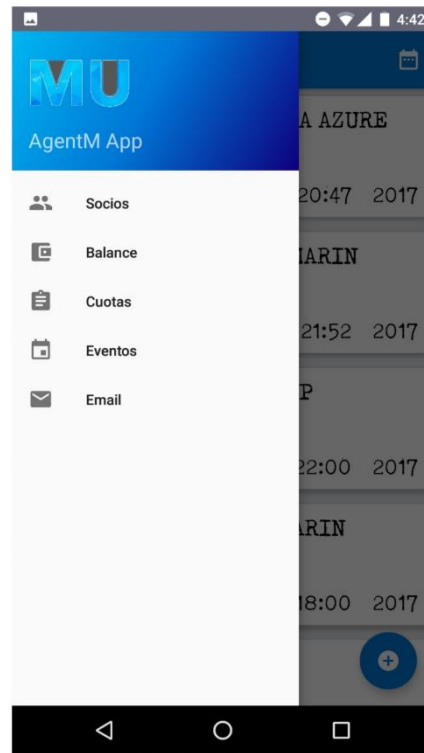 4:42
MU
AgentM App
A AZURE
20:47 2017
Socios
Balance
MARIN
Cuotas
21:52 2017
Eventos
P
Email
22:00 2017
ARIN
18:00 2017